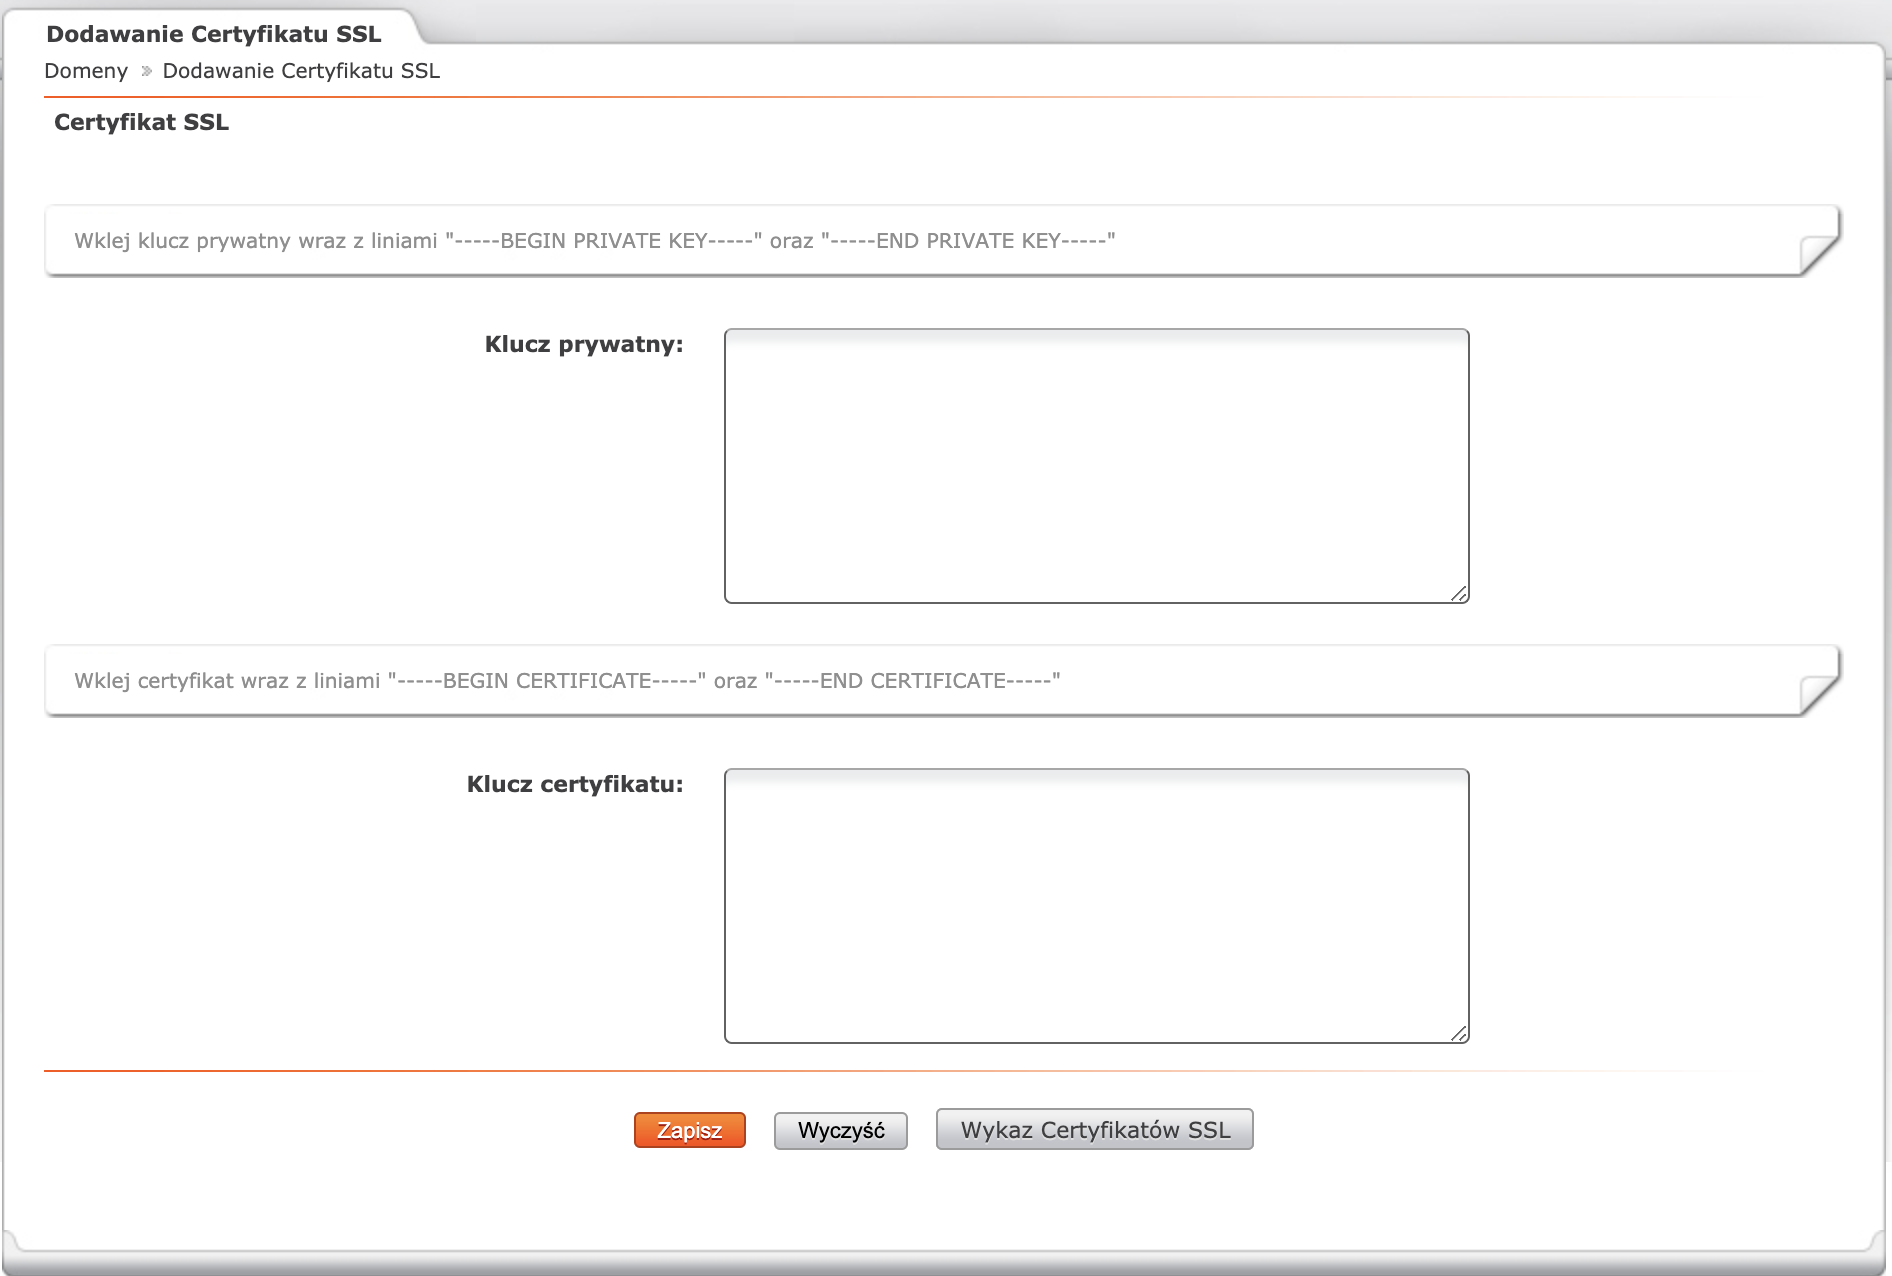 Dodawanie Certyfikatu SSL
Domeny » Dodawanie Certyfikatu SSL
Certyfikat SSL
Wklej klucz prywatny wraz z liniami "-----BEGIN PRIVATE KEY-----" oraz "-----END PRIVATE KEY-----"
Klucz prywatny:
Wklej certyfikat wraz z liniami "-----BEGIN CERTIFICATE-----" oraz "-----END CERTIFICATE-----"
Klucz certyfikatu:
Zapisz Wyczyść Wykaz Certyfikatów SSL